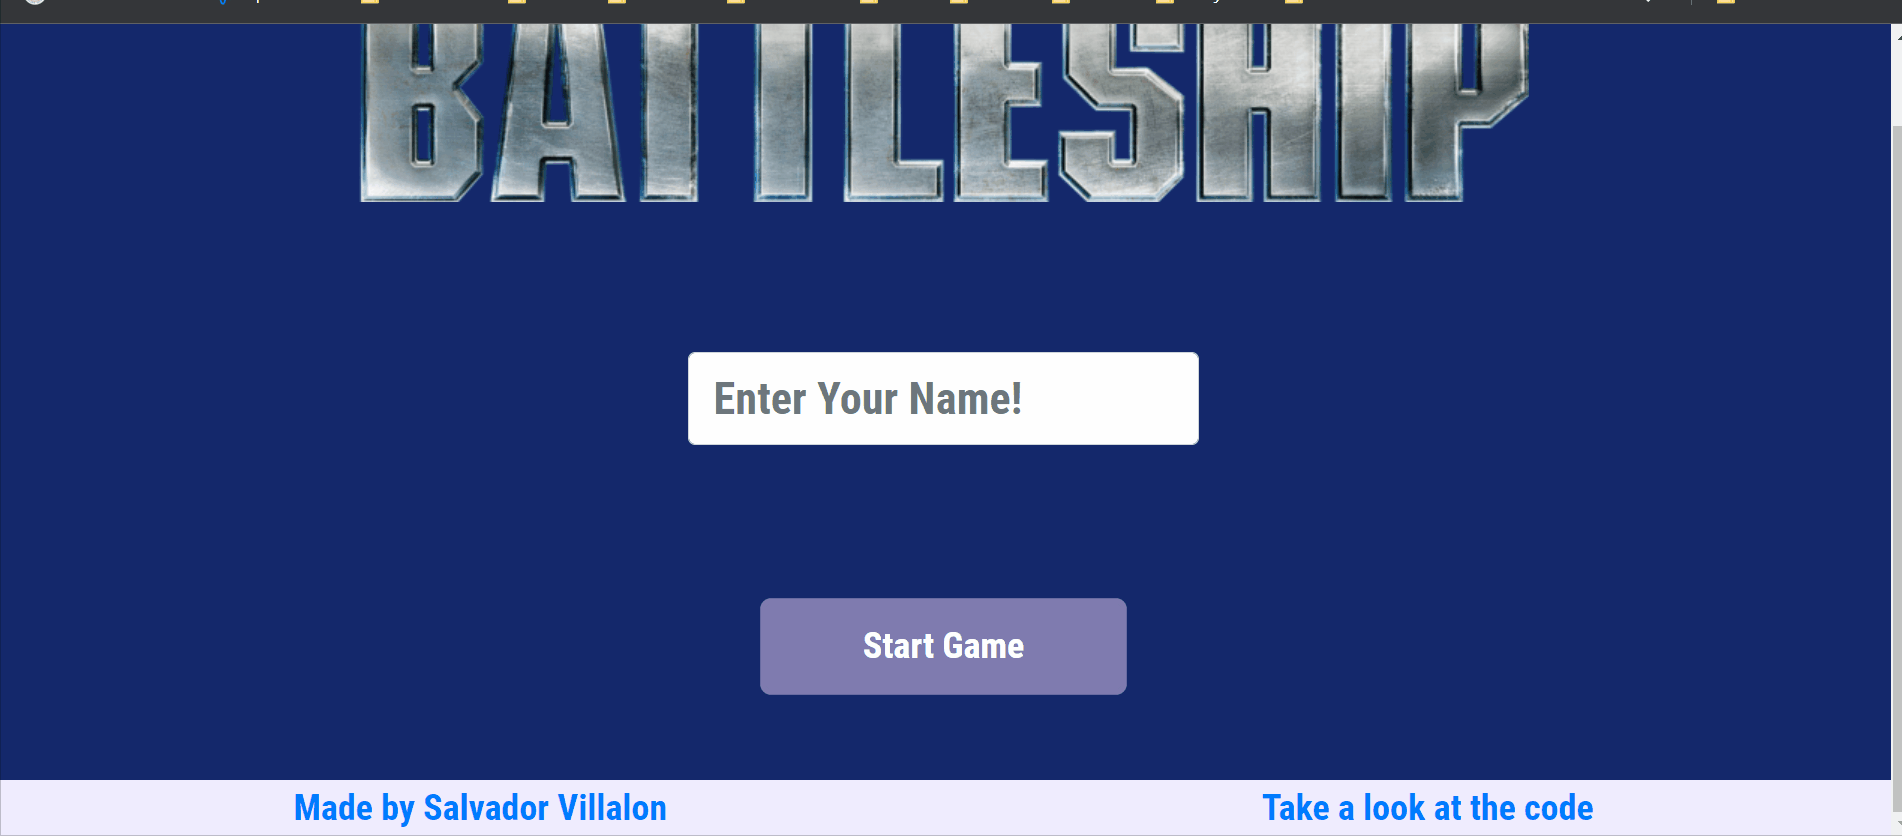 BATTLESHIP
Enter Your Name!
Start Game
Made by Salvador Villalon
Take a look at the code